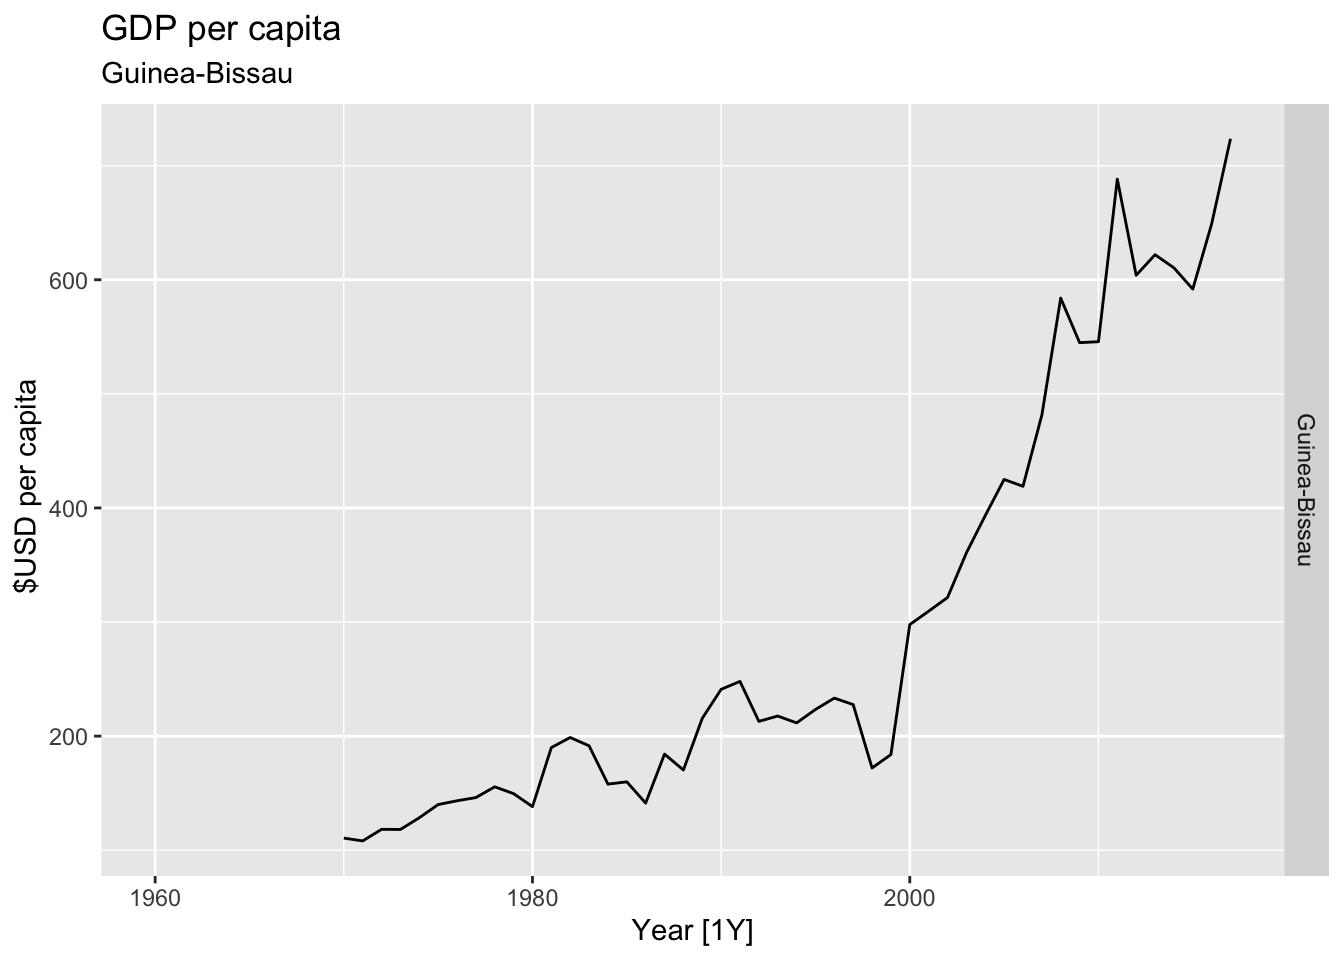 GDP per capita
Guinea-Bissau
600
400
200
$USD per capita
Guinea-Bissau
1960
1980
2000
Year [1Y]